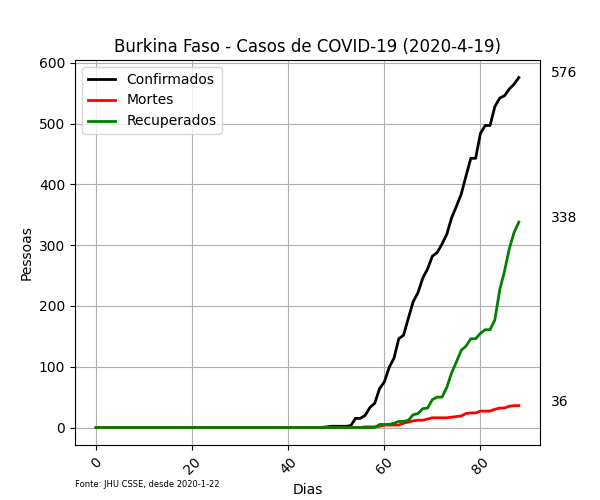 Burkina Faso - Casos de COVID-19 (2020-4-19)
Confirmados
Mortes
Recuperados
600
500
400
300
200
100
0
Pessoas
576
338
36
0
20
40
60
80
Dias
Fonte: JHU CSSE, desde 2020-1-22